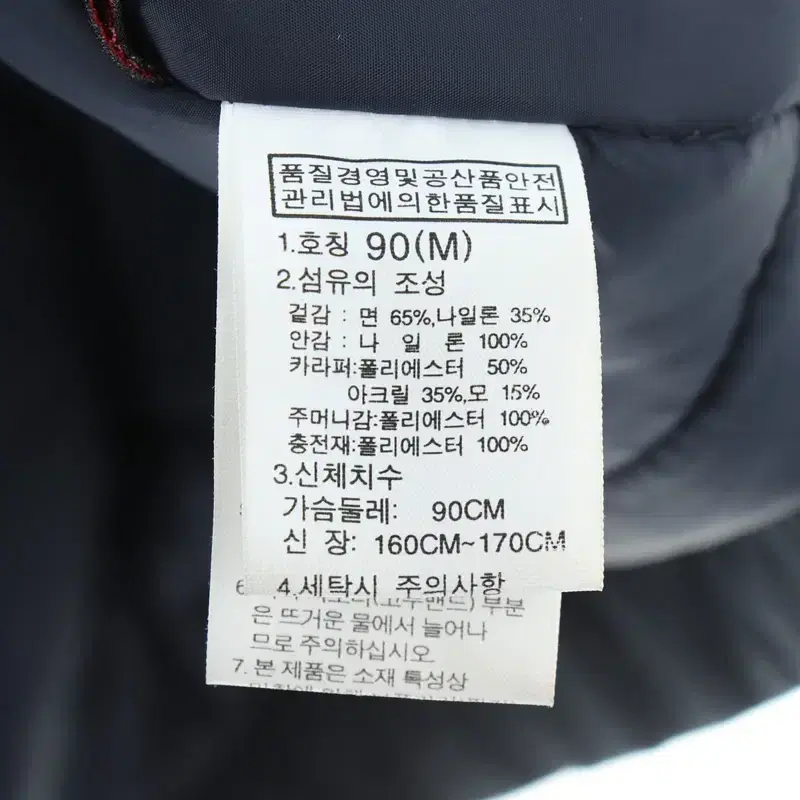 품질경영및공산품안전
관리법에의한품질표시
1.호칭 90(M)
2.섬유의 조성
겉감 : 면 65%,나일론 35%
안감 : 나 일 론 100%
카라퍼:폴리에스터 50%
아크릴 35%,모 15%
주머니감:폴리에스터 100%
충전재:폴리에스터 100%
3.신체치수
가슴둘레: 90CM
신 장: 160CM~170CM
4.세탁시 주의사항
6.
부분
은 뜨거운 물에서 늘어나
므로 주의하십시오
7. 본 제품은 소재 특성상